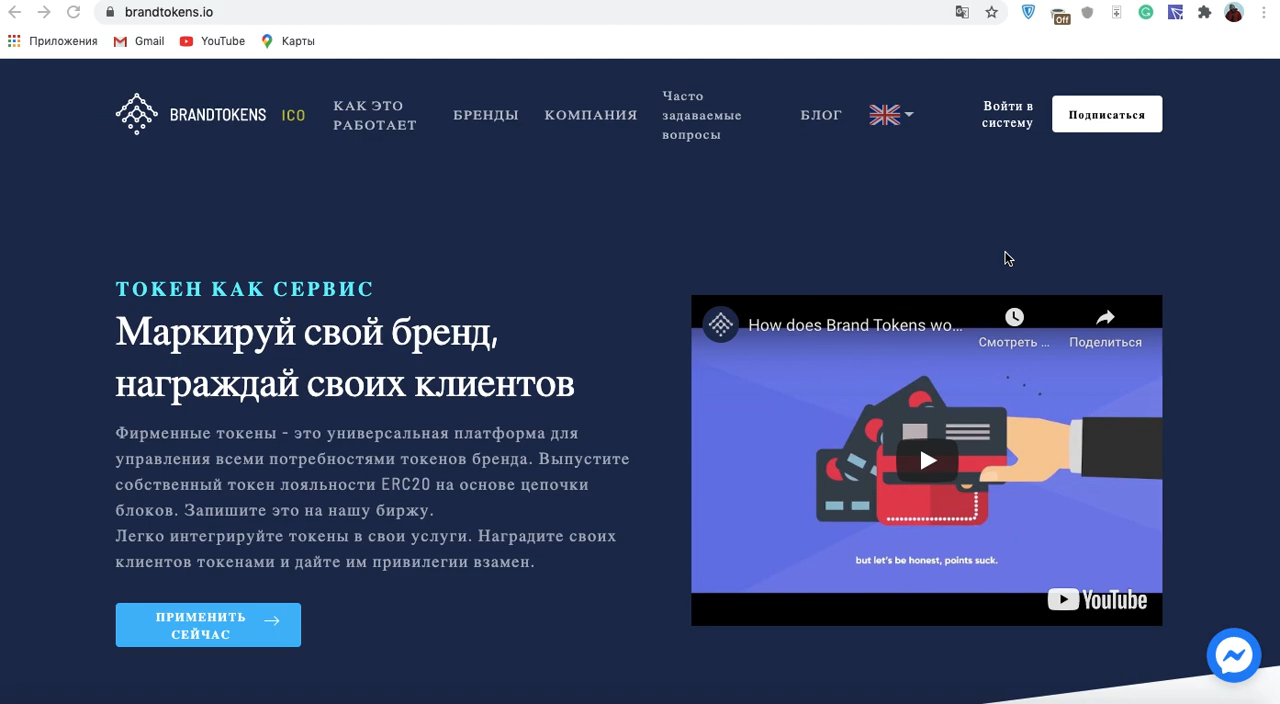 brandtokens.io
Off
Приложения
Gmail
YouTube
Карты
BRANDTOKENS
ICO
КАК ЭТО
РАБОТАЕТ
БРЕНДЫ
КОМПАНИЯ
Часто
задаваемые
вопросы
БЛОГ
Войти в
систему
Подписаться
ТОКЕН КАК СЕРВИС
Маркируй свой бренд,
награждай своих клиентов
Фирменные токены - это универсальная платформа для
управления всеми потребностями токенов бренда. Выпустите
собственный токен лояльности ERC20 на основе цепочки
блоков. Запишите это на нашу биржу.
Легко интегрируйте токены в свои услуги. Наградите своих
клиентов токенами и дайте им привилегии взамен.
ПРИМЕНИТЬ
СЕЙЧАС
How does Brand Tokens wo...
Смотреть ...
Поделиться
but let's be honest, points suck.
YouTube